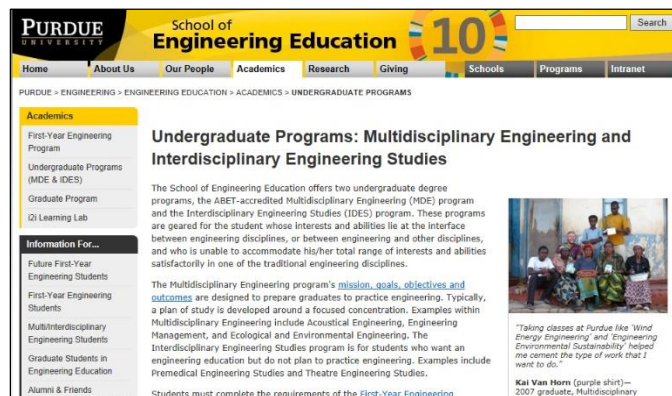 PURDUE
UNIVERSITY
School of
Engineering Education
10
Search
Home About Us Our People Academics Research Giving Schools Programs Intranet
PURDUE > ENGINEERING > ENGINEERING EDUCATION > ACADEMICS > UNDERGRADUATE PROGRAMS
Academics
First-Year Engineering
Program
Undergraduate Programs
(MDE & IDES)
Graduate Program
i2i Learning Lab
Information For...
Future First-Year
Engineering Students
First-Year Engineering
Students
Multi/Interdisciplinary
Engineering Students
Graduate Students in
Engineering Education
Alumni & Friends
Undergraduate Programs: Multidisciplinary Engineering and
Interdisciplinary Engineering Studies
The School of Engineering Education offers two undergraduate degree
programs, the ABET-accredited Multidisciplinary Engineering (MDE) program
and the Interdisciplinary Engineering Studies (IDES) program. These programs
are geared for the student whose interests and abilities lie at the interface
between engineering disciplines, or between engineering and other disciplines,
and who is unable to accommodate his/her total range of interests and abilities
satisfactorily in one of the traditional engineering disciplines.
The Multidisciplinary Engineering program's mission, goals, objectives and
outcomes are designed to prepare graduates to practice engineering. Typically,
a plan of study is developed around a focused concentration. Examples within
Multidisciplinary Engineering include Acoustical Engineering, Engineering
Management, and Ecological and Environmental Engineering. The
Interdisciplinary Engineering Studies program is for students who want an
engineering education but do not plan to practice engineering. Examples include
Premedical Engineering Studies and Theatre Engineering Studies.
Students must complete the requirements of the First-Year Engineering
"Taking classes at Purdue like 'Wind
Energy Engineering' and 'Engineering
Environmental Sustainability' helped
me cement the type of work that I
want to do."
Kai Van Horn (purple shirt)—
2007 graduate, Multidisciplinary